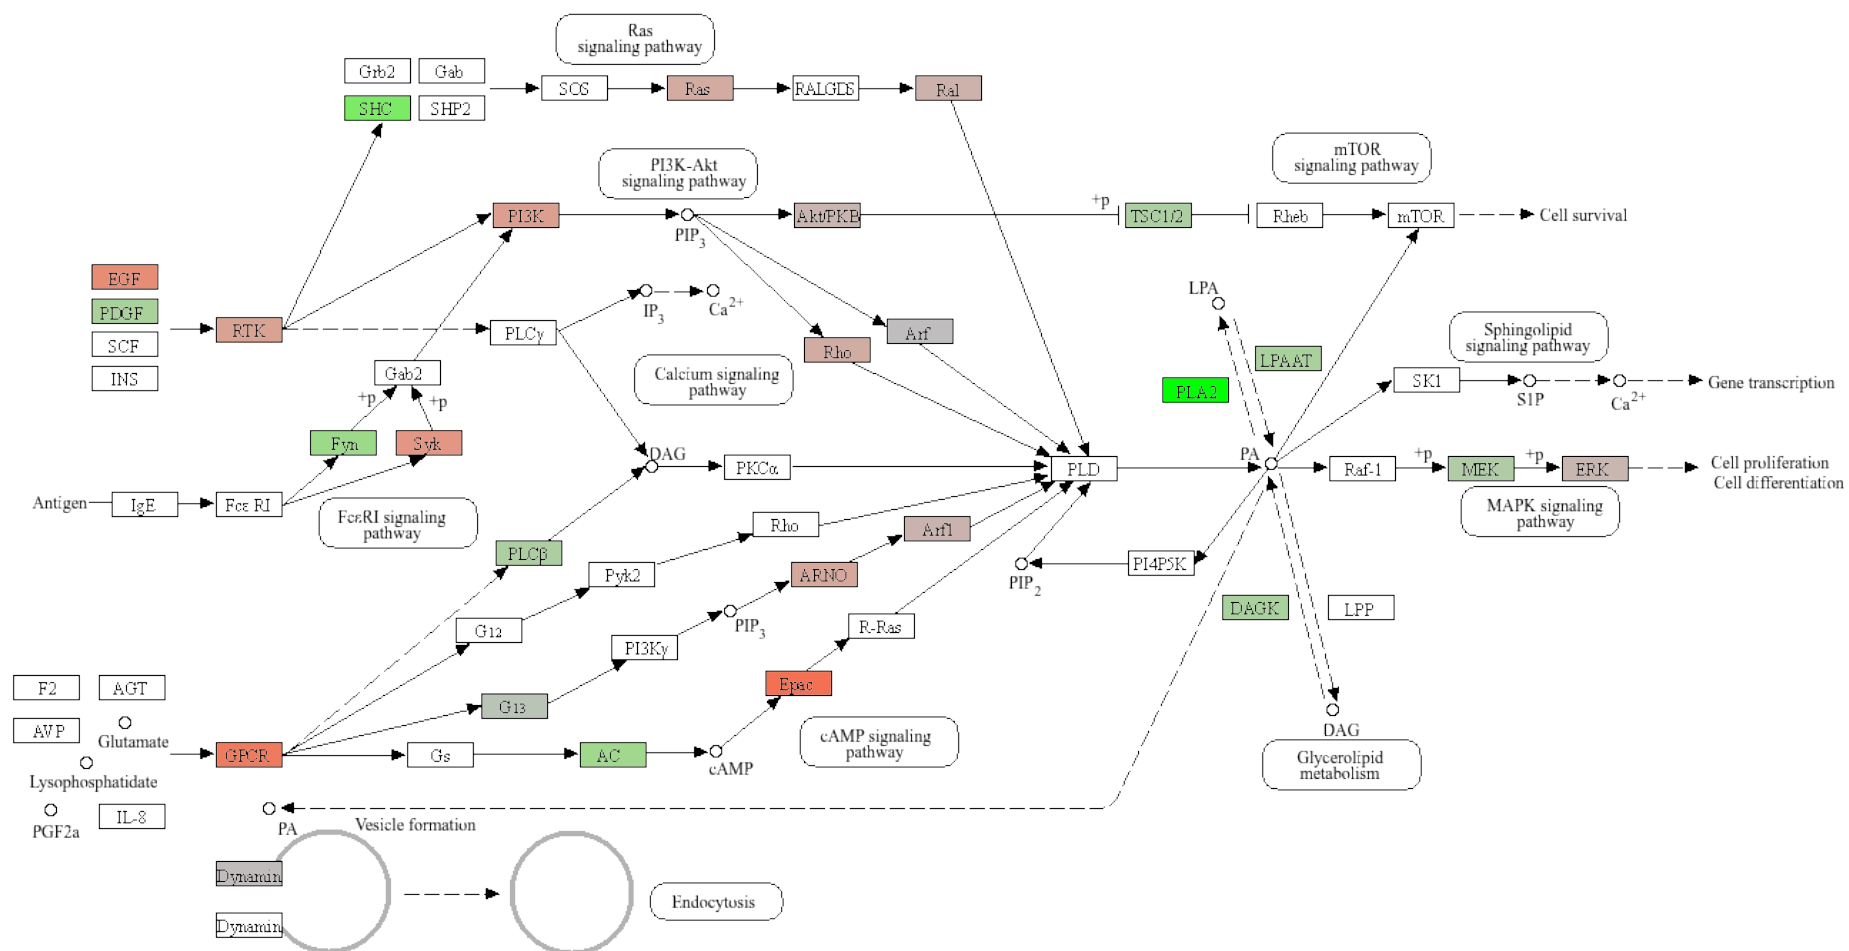 Ras
signaling pathway
Grb2
Gab
SOS
Ras
RALGDS
Ral
SHC
SHP2
PI3K-Akt
signaling pathway
mTOR
signaling pathway
PI3K
PIP3
Akt/PKB
+p
TSC1/2
Rheb
mTOR
Cell survival
EGF
PDGF
SCF
INS
RTK
PLCγ
IP3
Ca2+
Rho
Arf
LPA
LPAAT
PLA2
Sphingolipid
signaling pathway
Gab2
Calcium signaling
pathway
SK1
S1P
Ca2+
Gene transcription
+p
+p
Fyn
Syk
DAG
PKCα
PLD
PA
Raf-1
+p
MEK
+p
ERK
Cell proliferation
Cell differentiation
Antigen
IgE
Fcε RI
FcεRI signaling
pathway
MAPK signaling
pathway
PLCβ
Rho
Arf1
Pyk2
ARNO
PIP2
PI4P5K
G12
PIP3
R-Ras
DAGK
LPP
PI3Kγ
F2
AGT
G13
Epac
AVP
Glutamate
GPCR
Gs
AC
cAMP
cAMP signaling
pathway
DAG
Glycerolipid
metabolism
Lysophosphatidate
PGF2a
IL-8
PA
Vesicle formation
Dynamin
Dynamin
Endocytosis